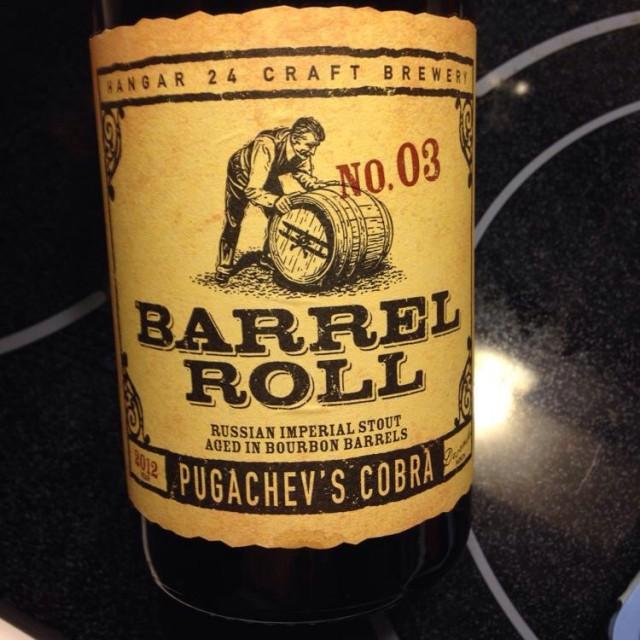 HANGAR 24 CRAFT BREWERY
NO. 03
BARREL
ROLL
RUSSIAN IMPERIAL STOUT
AGED IN BOURBON BARRELS
2012
PUGACHEV'S COBRA